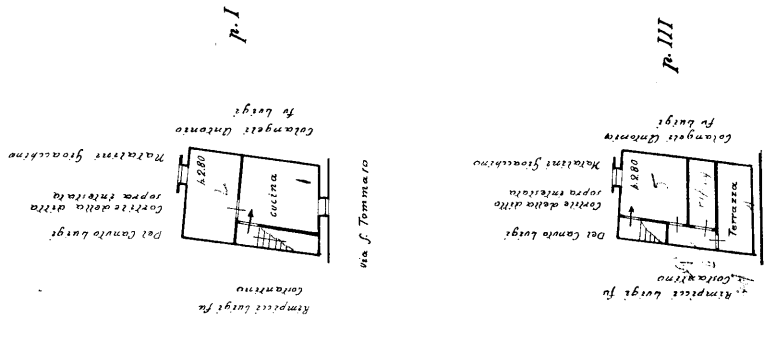 p. I
Colangeli Antonio
fu Luigi
Natalini Gioacchino
Cortile della ditta
sopra intestata
Del Canuto Luigi
h.2.80
cucina
via S. Tommaso
Rimpicci Luigi fu
Costantino
p. III
Colangeli Antonio
fu Luigi
Natalini Gioacchino
Cortile della ditta
sopra intestata
Del Canuto Luigi
h.2.80
Terrazza
Rimpicci Luigi fu
Costantino